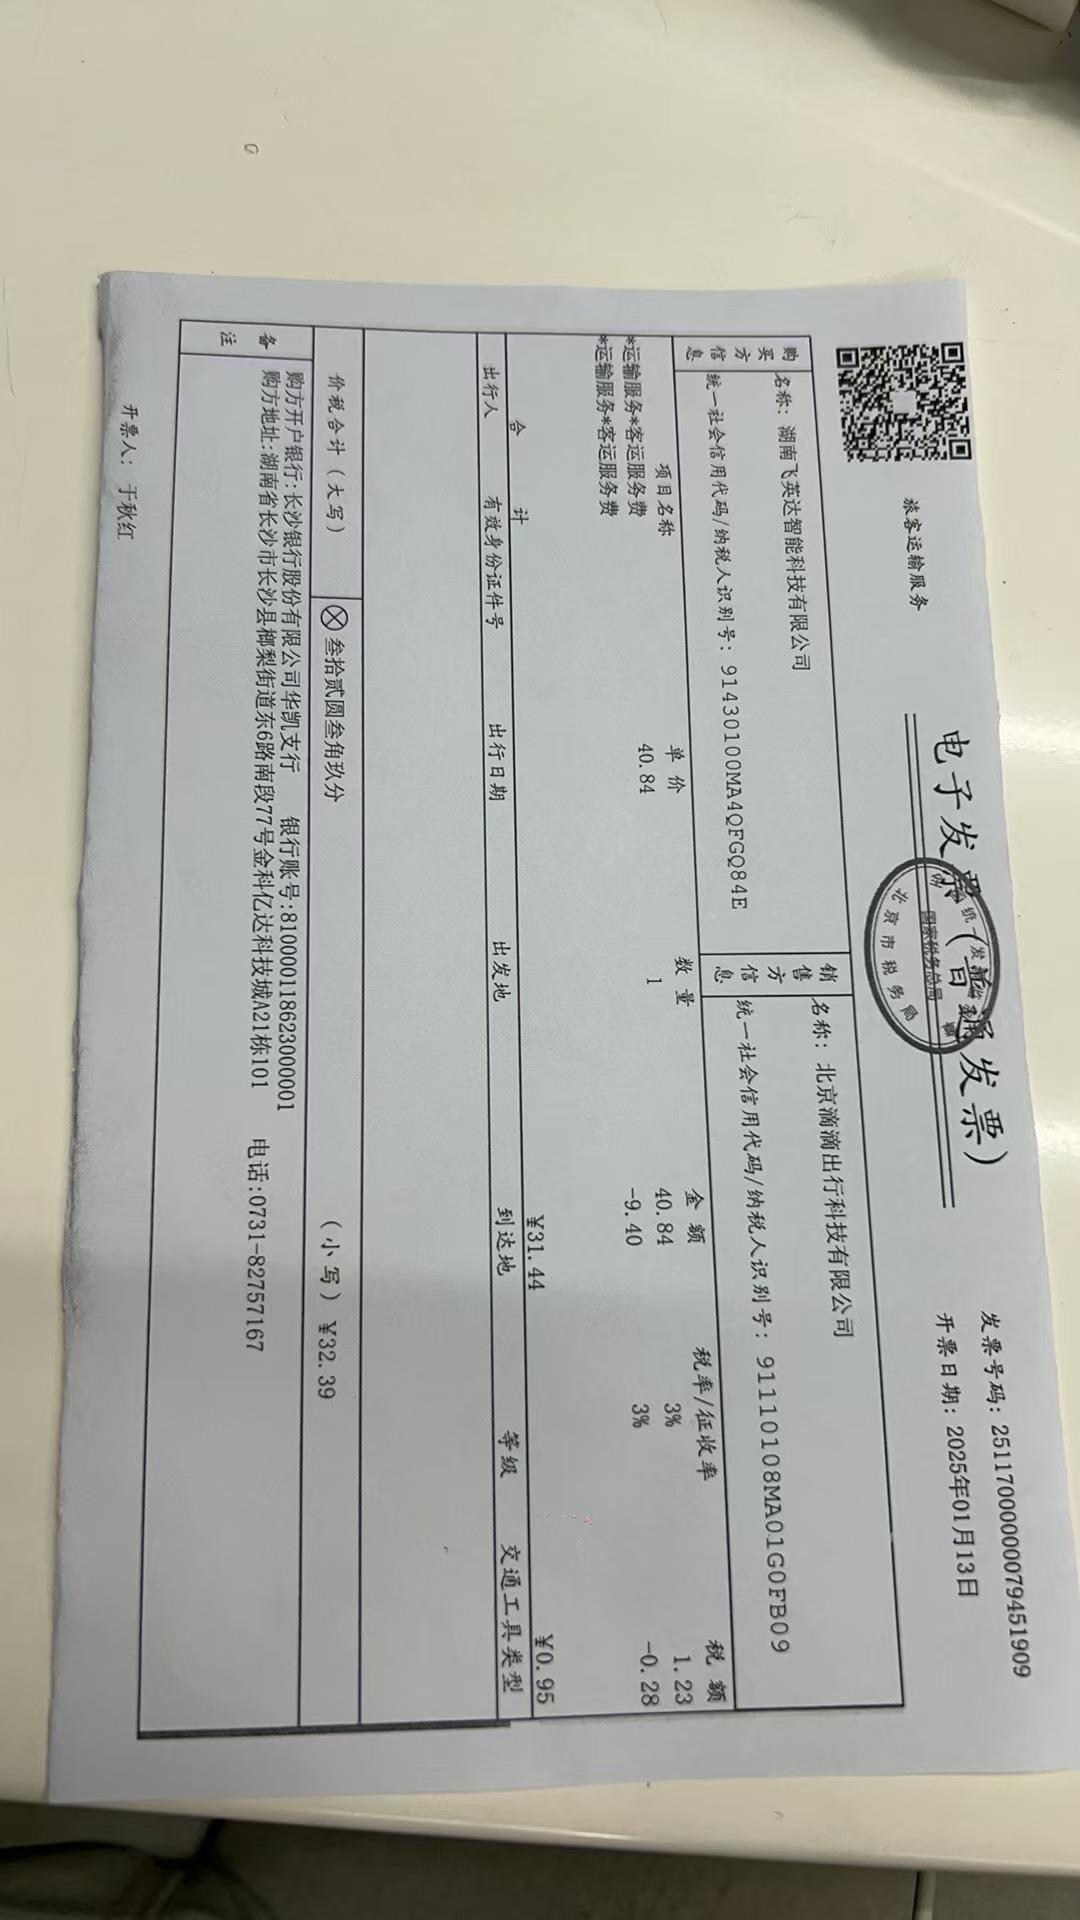 电子发票（普通发票）
旅客运输服务
发票号码：25117000000079451909
开票日期：2025年01月13日
国家税务总局
北京市税务局
购买方信息
名称：湖南飞英达智能科技有限公司
统一社会信用代码/纳税人识别号：91430100MA4QFGQ84E
销售方信息
名称：北京滴滴出行科技有限公司
统一社会信用代码/纳税人识别号：91110108MA01G0FB09
项目名称 单价 数量 金额 税率/征收率 税额
*运输服务*客运服务费 40.84 1 40.84 3% 1.23
*运输服务*客运服务费 -9.40 3% -0.28
合计 ¥31.44 ¥0.95
出行人 有效身份证件号 出行日期 出发地 到达地 等级 交通工具类型
价税合计（大写） ⊗叁拾贰圆叁角玖分 （小写）¥32.39
备注
购方开户银行:长沙银行股份有限公司华凯支行 银行账号:810000118623000001
购方地址:湖南省长沙市长沙县榔梨街道东6路南段77号金科亿达科技城A21栋101 电话:0731-82757167
开票人：于秋红